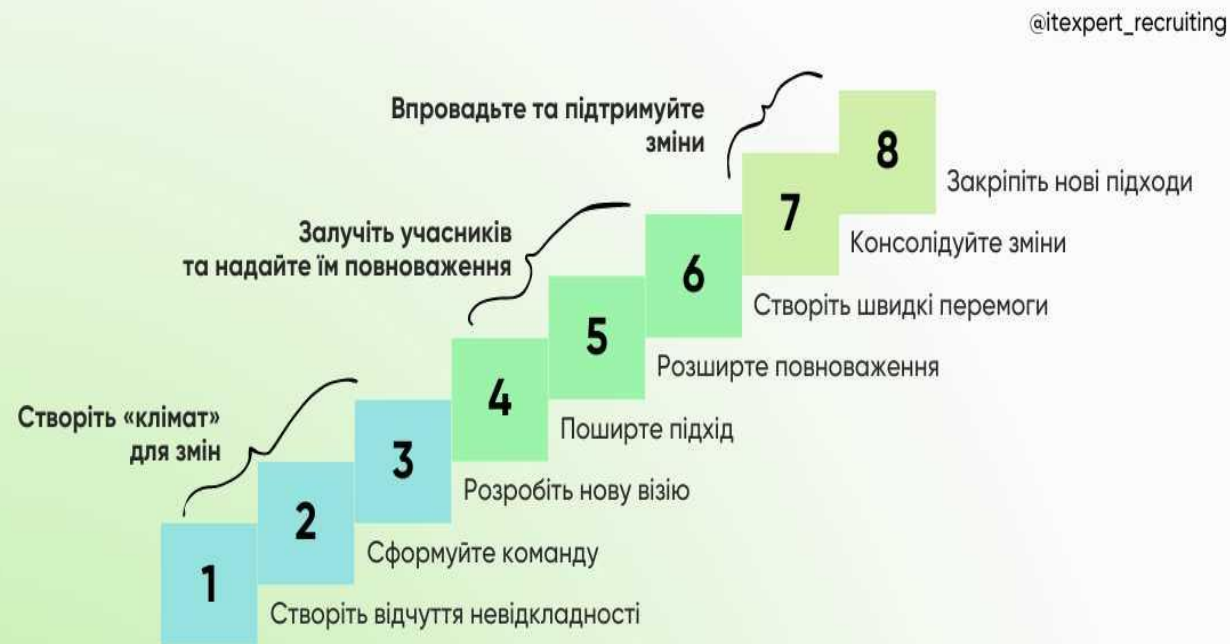 @itexpert_recruiting
Впровадьте та підтримуйте
зміни
8
Закріпіть нові підходи
7
Консолідуйте зміни
Залучіть учасників
та надайте їм повноваження
6
Створіть швидкі перемоги
5
Розширте повноваження
4
Поширте підхід
Створіть «клімат»
для змін
3
Розробіть нову візію
2
Сформуйте команду
1
Створіть відчуття невідкладності